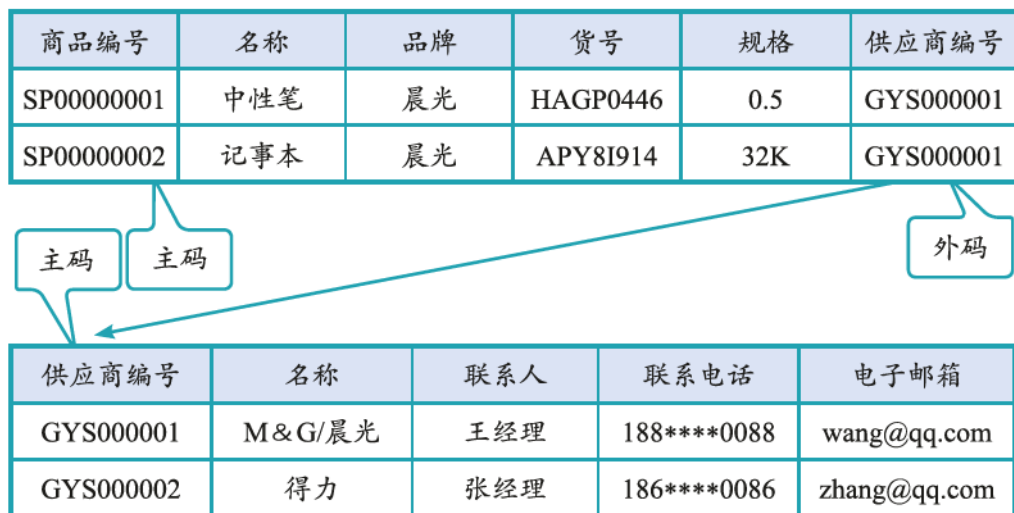 商品编号 名称 品牌 货号 规格 供应商编号
SP00000001 中性笔 晨光 HAGP0446 0.5 GYS000001
SP00000002 记事本 晨光 APY8I914 32K GYS000001
主码 主码 外码
供应商编号 名称 联系人 联系电话 电子邮箱
GYS000001 M&G/晨光 王经理 188****0088 wang@qq.com
GYS000002 得力 张经理 186****0086 zhang@qq.com